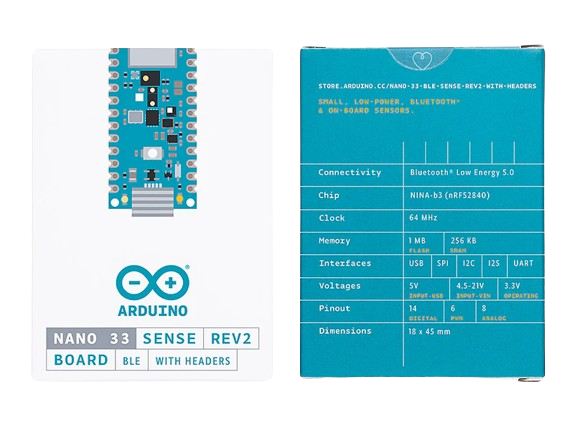 ARDUINO
NANO 33 SENSE REV2
BOARD BLE WITH HEADERS
STORE.ARDUINO.CC/NANO-33-BLE-SENSE-REV2-WITH-HEADERS
SMALL, LOW-POWER, BLUETOOTH®
& ON-BOARD SENSORS.
Connectivity Bluetooth® Low Energy 5.0
Chip NINA-b3 (nRF52840)
Clock 64 MHz
Memory 1 MB 256 KB
FLASH SRAM
Interfaces USB SPI I2C I2S UART
Voltages 5V 4.5-21V 3.3V
INPUT-USB INPUT-VIN OPERATING
Pinout 14 6 8
DIGITAL PWM ANALOG
Dimensions 18 x 45 mm